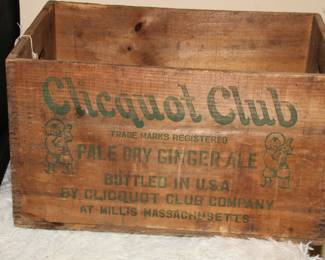 Clicquot Club
TRADE MARKS REGISTERED
PALE DRY GINGER ALE
BOTTLED IN U.S.A.
BY CLICQUOT CLUB COMPANY
AT MILLIS MASSACHUSETTS